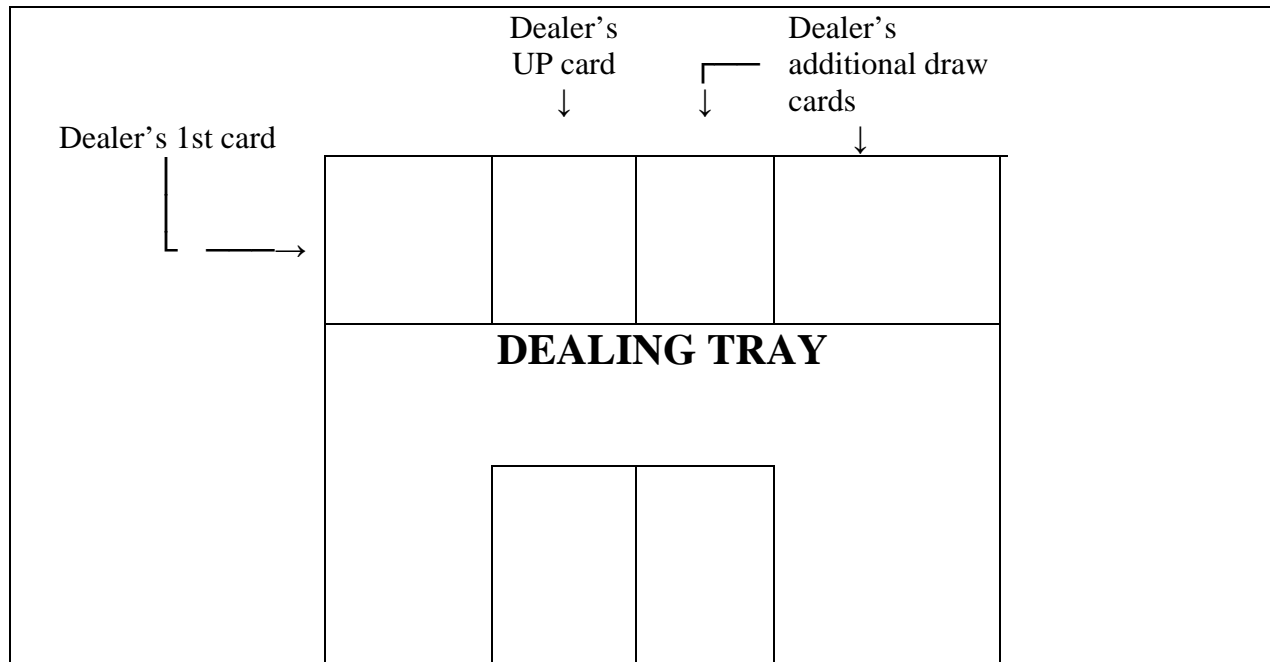 Dealer’s
UP card
↓
Dealer’s
additional draw
cards
↓
↓
Dealer’s 1st card
→
DEALING TRAY